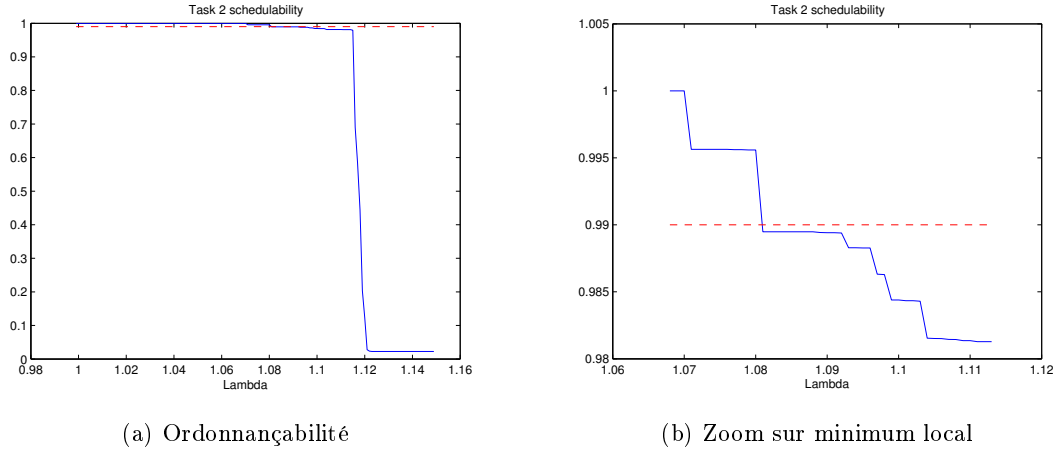 Task 2 schedulability
1
0.9
0.8
0.7
0.6
0.5
0.4
0.3
0.2
0.1
0
0.98 1 1.02 1.04 1.06 1.08 1.1 1.12 1.14 1.16
Lambda
(a) Ordonnançabilité
Task 2 schedulability
1.005
1
0.995
0.99
0.985
0.98
1.06 1.07 1.08 1.09 1.1 1.11 1.12
Lambda
(b) Zoom sur minimum local